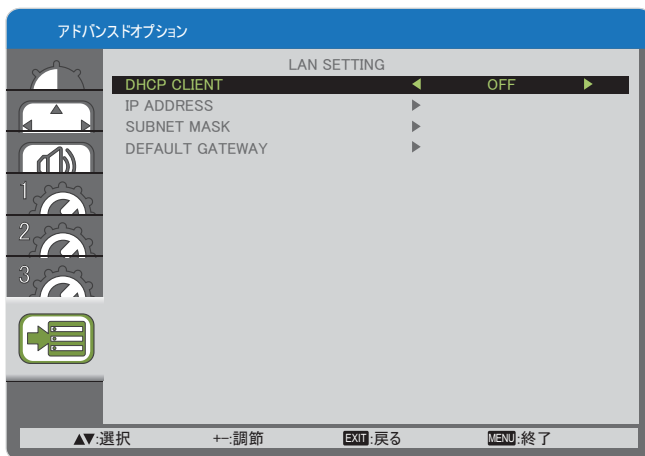 アドバンスドオプション
LAN SETTING
DHCP CLIENT ◀ OFF ▶
IP ADDRESS ▶
SUBNET MASK ▶
DEFAULT GATEWAY ▶
1
2
3
▲▼:選択 +−:調節 EXIT:戻る MENU:終了